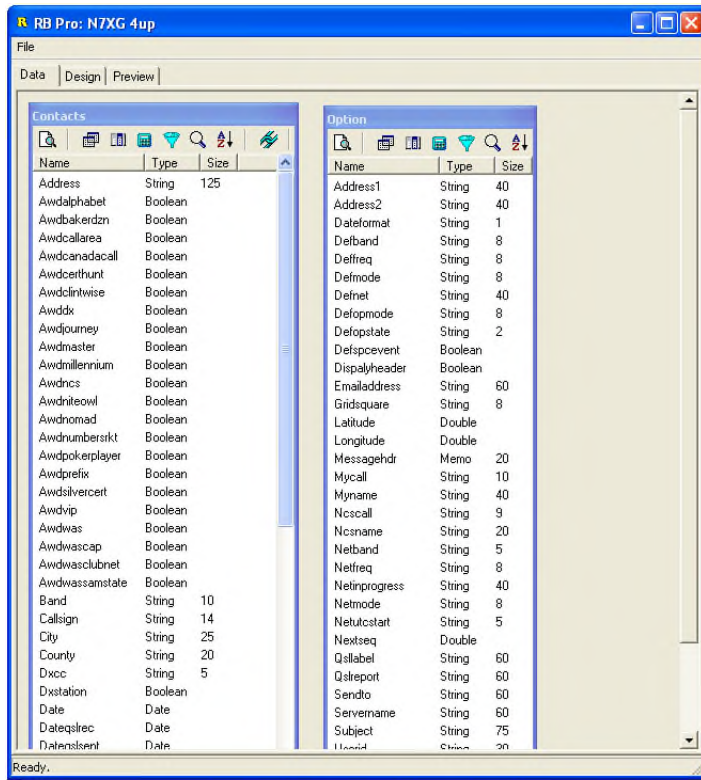 RB Pro: N7XG 4up
File
Data Design Preview
Contacts
Name Type Size
Address String 125
Awdalphabet Boolean
Awdbakerdzn Boolean
Awdcallarea Boolean
Awdcanadacall Boolean
Awdcerthunt Boolean
Awdclintwise Boolean
Awddx Boolean
Awdjourney Boolean
Awdmaster Boolean
Awdmillennium Boolean
Awdncs Boolean
Awdniteowl Boolean
Awdnomad Boolean
Awdnumbersrkt Boolean
Awdpokerplayer Boolean
Awdprefix Boolean
Awdsilvercert Boolean
Awdvip Boolean
Awdwas Boolean
Awdwascap Boolean
Awdwasclubnet Boolean
Awdwassamstate Boolean
Band String 10
Callsign String 14
City String 25
County String 20
Dxcc String 5
Dxstation Boolean
Date Date
Dateqslrec Date
Dateqslsent Date
Option
Name Type Size
Address1 String 40
Address2 String 40
Dateformat String 1
Defband String 8
Deffreq String 8
Defmode String 8
Defnet String 40
Defopmode String 8
Defopstate String 2
Defspcevent Boolean
Dispalyheader Boolean
Emailaddress String 60
Gridsquare String 8
Latitude Double
Longitude Double
Messagehdr Memo 20
Mycall String 10
Myname String 40
Ncscall String 9
Ncsname String 20
Netband String 5
Netfreq String 8
Netinprogress String 40
Netmode String 8
Netutcstart String 5
Nextseq Double
Qsllabel String 60
Qslreport String 60
Sendto String 60
Servername String 60
Subject String 75
Userid String 20
Ready.